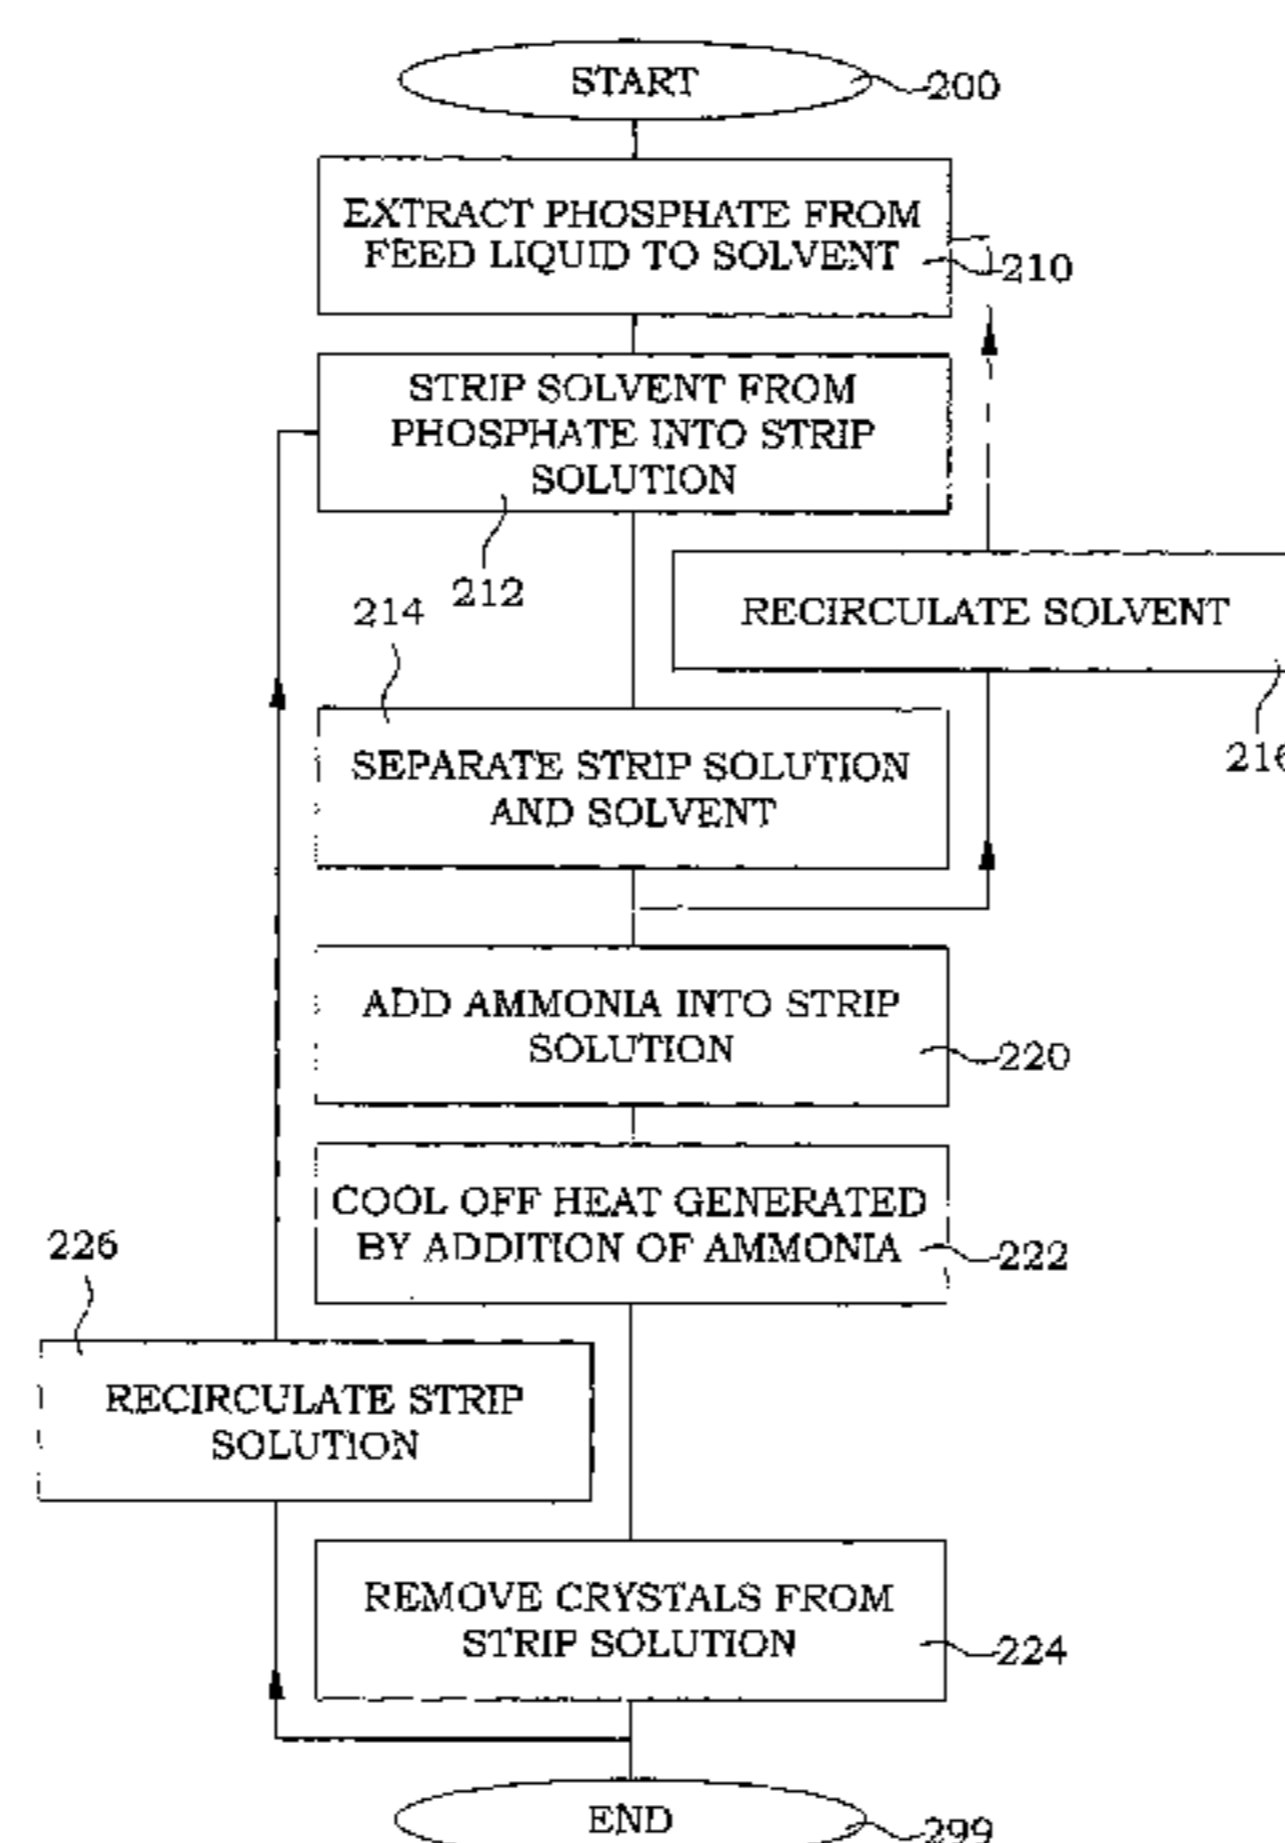 START
200
EXTRACT PHOSPHATE FROM
FEED LIQUID TO SOLVENT
210
STRIP SOLVENT FROM
PHOSPHATE INTO STRIP
SOLUTION
212
RECIRCULATE SOLVENT
214
SEPARATE STRIP SOLUTION
AND SOLVENT
216
ADD AMMONIA INTO STRIP
SOLUTION
220
COOL OFF HEAT GENERATED
BY ADDITION OF AMMONIA
222
226
RECIRCULATE STRIP
SOLUTION
REMOVE CRYSTALS FROM
STRIP SOLUTION
224
END
299